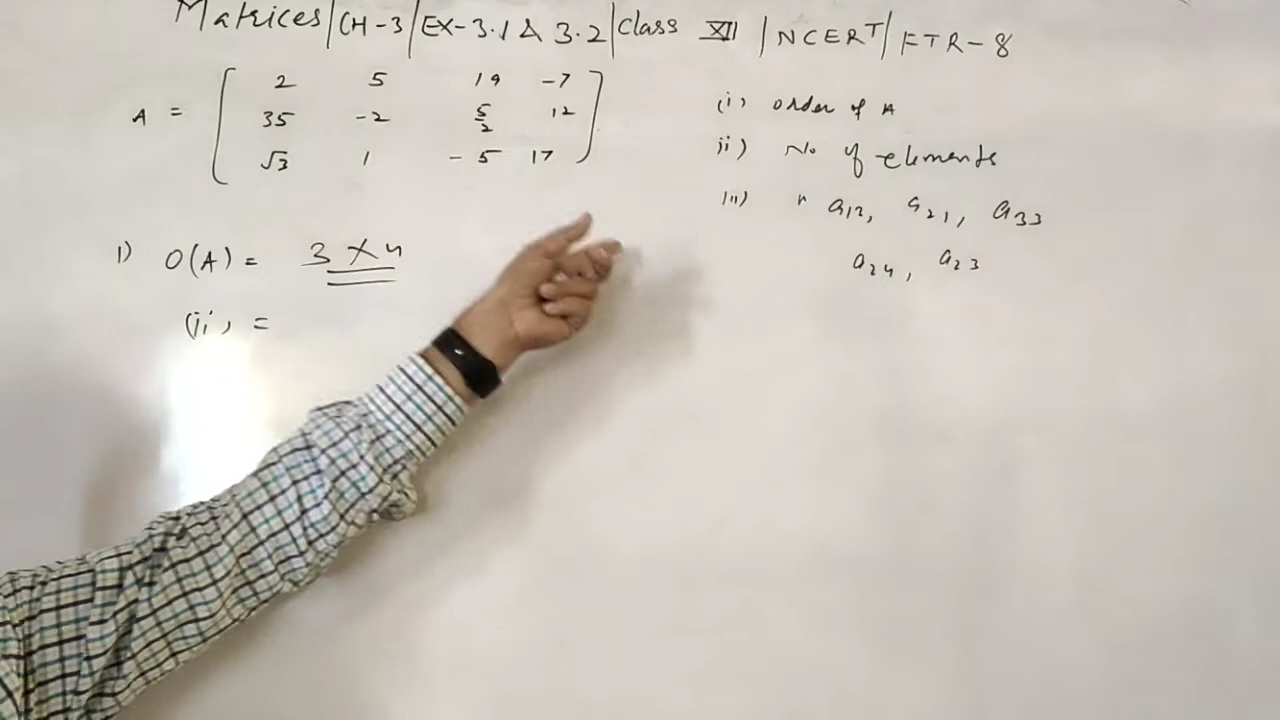 Matrices/CH-3/EX-3.1 & 3.2/Class XII /NCERT/FTR-8
A = [ 2 5 19 -7
35 -2 5/2 12
√3 1 -5 17 ]
(i) order of A
ii) No of elements
iii) " a13, a21, a33
a24, a23
1) O(A) = 3 X 4
(ii) =